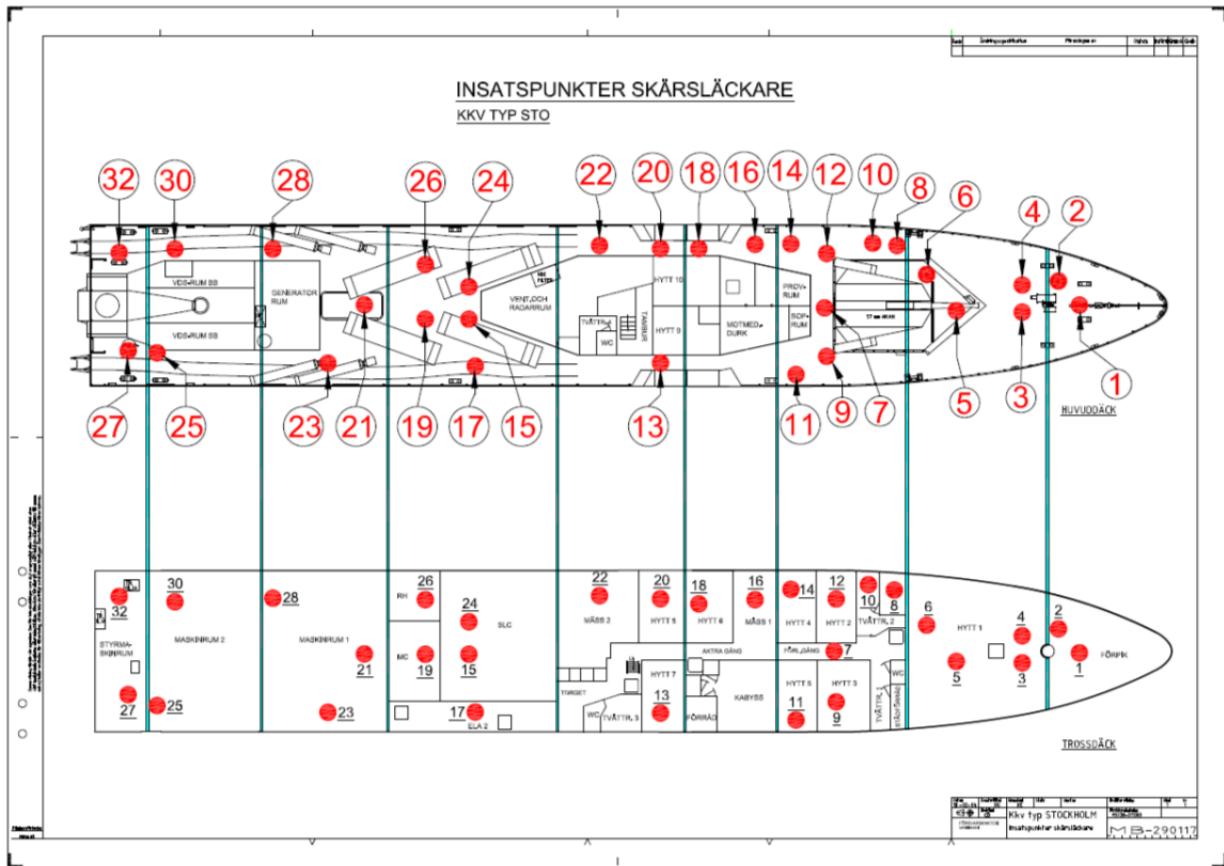 INSATSPUNKTER SKÄRSLÄCKARE
KKV TYP STO
32 30 28 26 24 22 20 18 16 14 12 10 8 6 4 2
VDS-RUM BB
GENERATOR
RUM
VENT.OCH
RADARRUM
HYTT 10
PROV-
RUM
TVÄTTR.4
WC
TAMBUR
HYTT 9
MOTMED.-
DURK
SOP-
RUM
VDS-RUM SB
27 25 23 21 19 17 15 13 11 9 7 5 3 1
HUVUDDÄCK
32 30 28 26 24 22 20 18 16 14 12 10 8 6 4 2
RH
SLC
MÄSS 2
HYTT 5
HYTT 6
MÄSS 1
HYTT 4
HYTT 2
TVÄTTR. 2
HYTT 1
STYRMA-
SKINRUM
MASKINRUM 2
MASKINRUM 1
MC
AKTRA GÅNG
FÖRL.GÅNG
FÖRPIK
21 19 15 7 5 3 1
HYTT 7
KABYSS
HYTT 3
WC
TVÄTTR. 1
27 25 23 17 13 11 9
ELA 2
TORGET
WC
TVÄTTR. 3
FÖRRÅD
TROSSDÄCK
Kkv typ STOCKHOLM
Insatspunkter skärsläckare
MB-290117